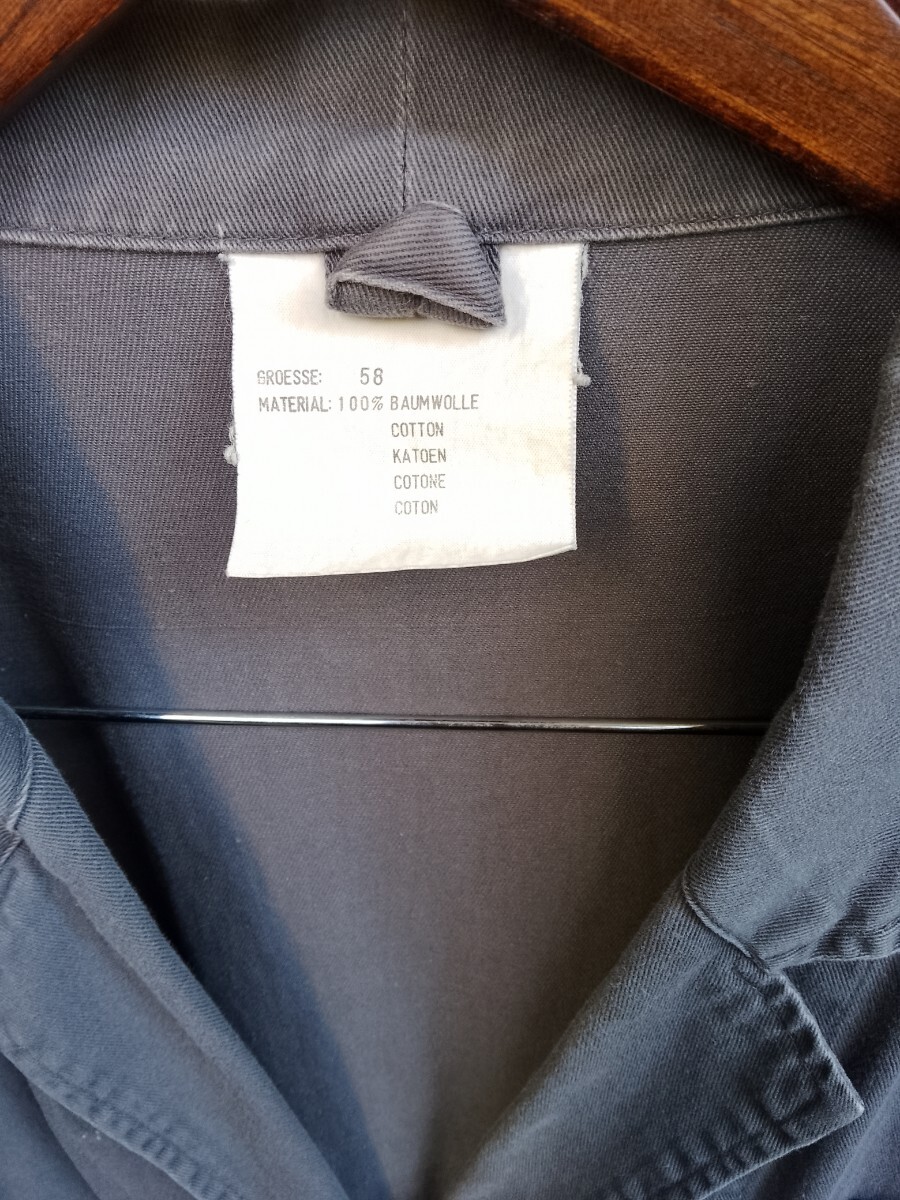 GROESSE: 58
MATERIAL: 100% BAUMWOLLE
COTTON
KATOEN
COTONE
COTON